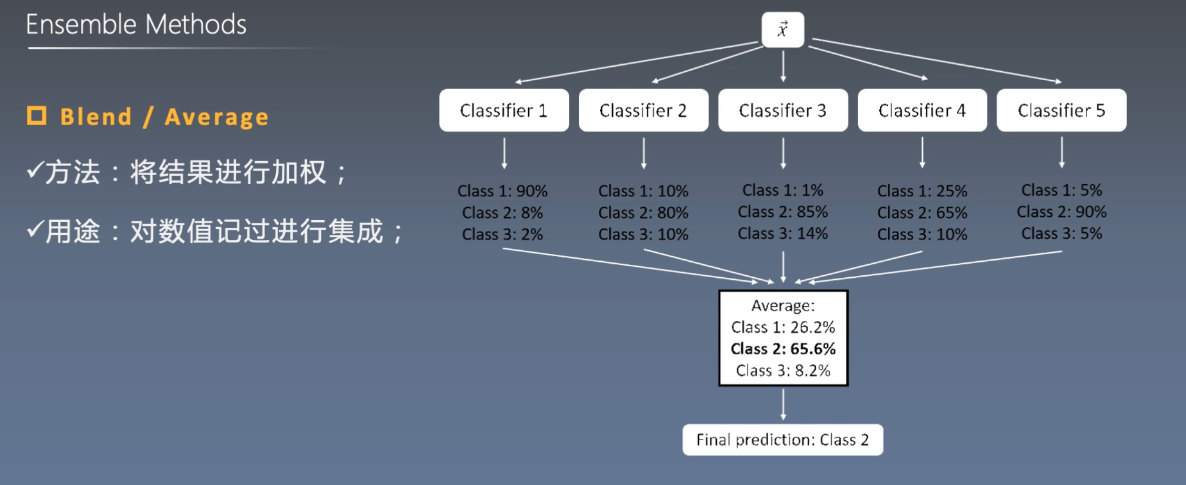 Ensemble Methods
Blend / Average
✓方法：将结果进行加权；
✓用途：对数值记过进行集成；
x⃗
Classifier 1
Classifier 2
Classifier 3
Classifier 4
Classifier 5
Class 1: 90%
Class 2: 8%
Class 3: 2%
Class 1: 10%
Class 2: 80%
Class 3: 10%
Class 1: 1%
Class 2: 85%
Class 3: 14%
Class 1: 25%
Class 2: 65%
Class 3: 10%
Class 1: 5%
Class 2: 90%
Class 3: 5%
Average:
Class 1: 26.2%
Class 2: 65.6%
Class 3: 8.2%
Final prediction: Class 2